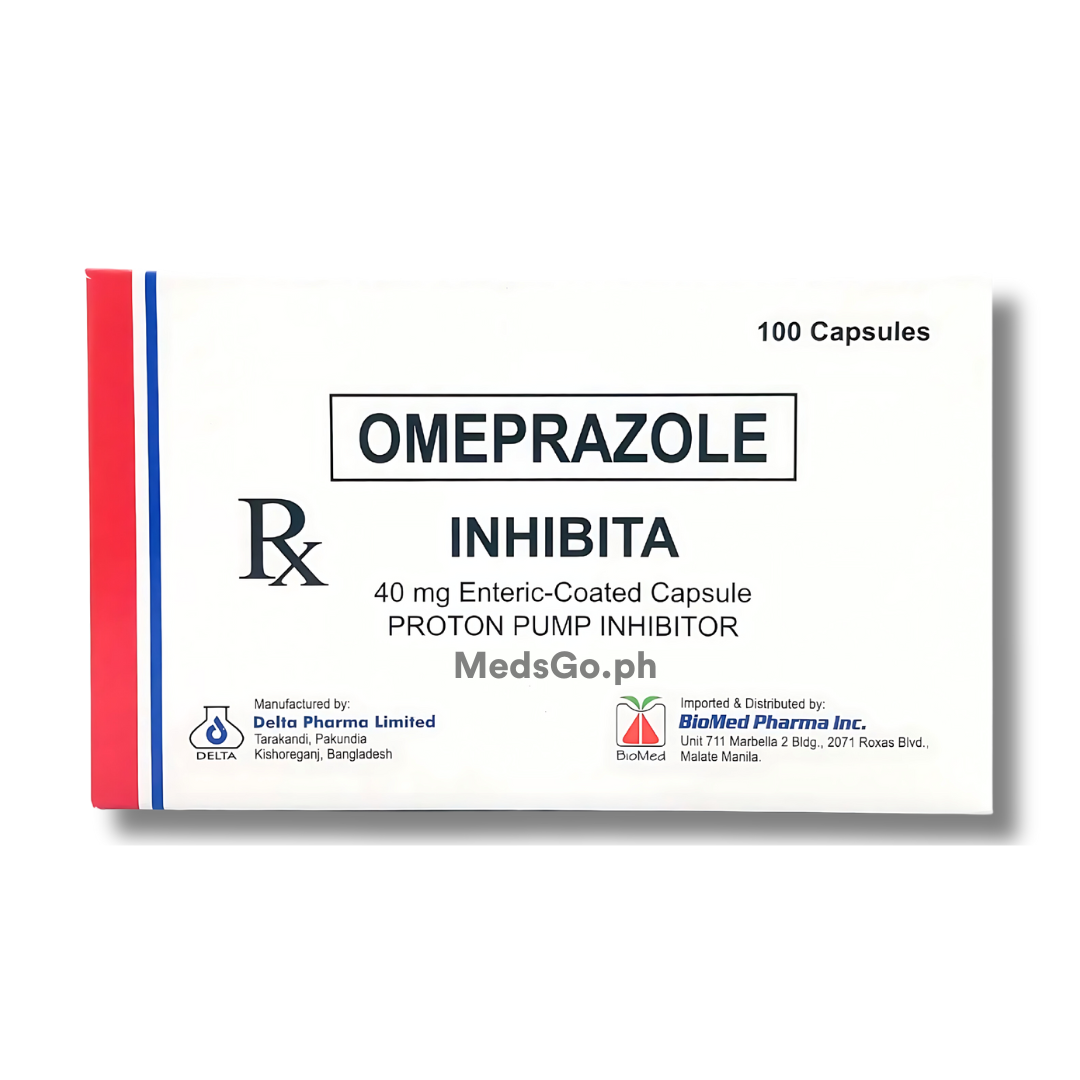 100 Capsules
OMEPRAZOLE
Rx
INHIBITA
40 mg Enteric-Coated Capsule
PROTON PUMP INHIBITOR
MedsGo.ph
Manufactured by:
Delta Pharma Limited
Tarakandi, Pakundia
Kishoreganj, Bangladesh
DELTA
Imported & Distributed by:
BioMed Pharma Inc.
Unit 711 Marbella 2 Bldg., 2071 Roxas Blvd.,
Malate Manila.
BioMed